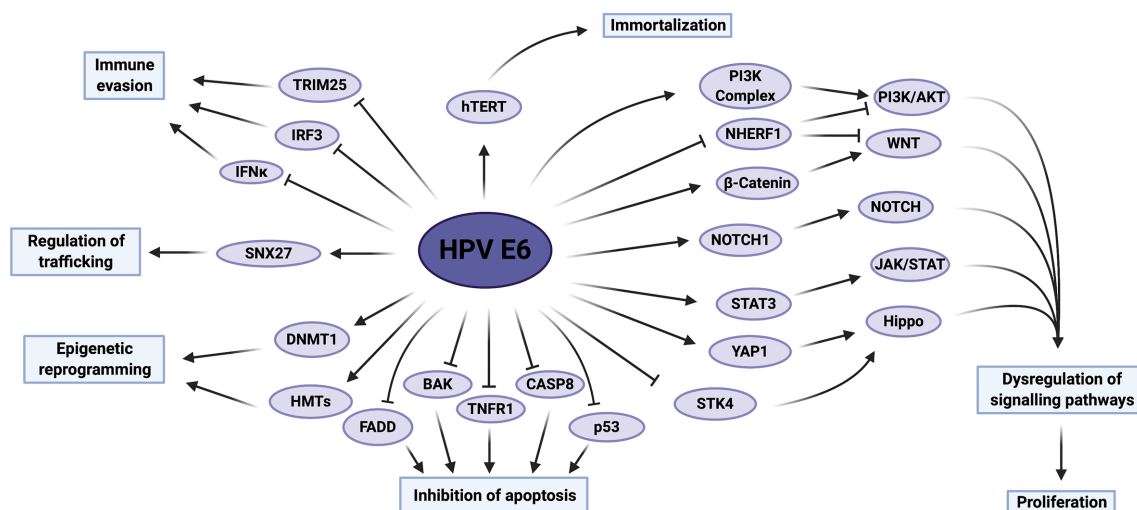 Immortalization
Immune
evasion
TRIM25
IRF3
IFNκ
hTERT
PI3K
Complex
PI3K/AKT
NHERF1
WNT
β-Catenin
NOTCH
NOTCH1
HPV E6
Regulation of
trafficking
SNX27
JAK/STAT
STAT3
Hippo
YAP1
DNMT1
Epigenetic
reprogramming
HMTs
FADD
BAK
TNFR1
CASP8
p53
STK4
Dysregulation of
signalling pathways
Inhibition of apoptosis
Proliferation